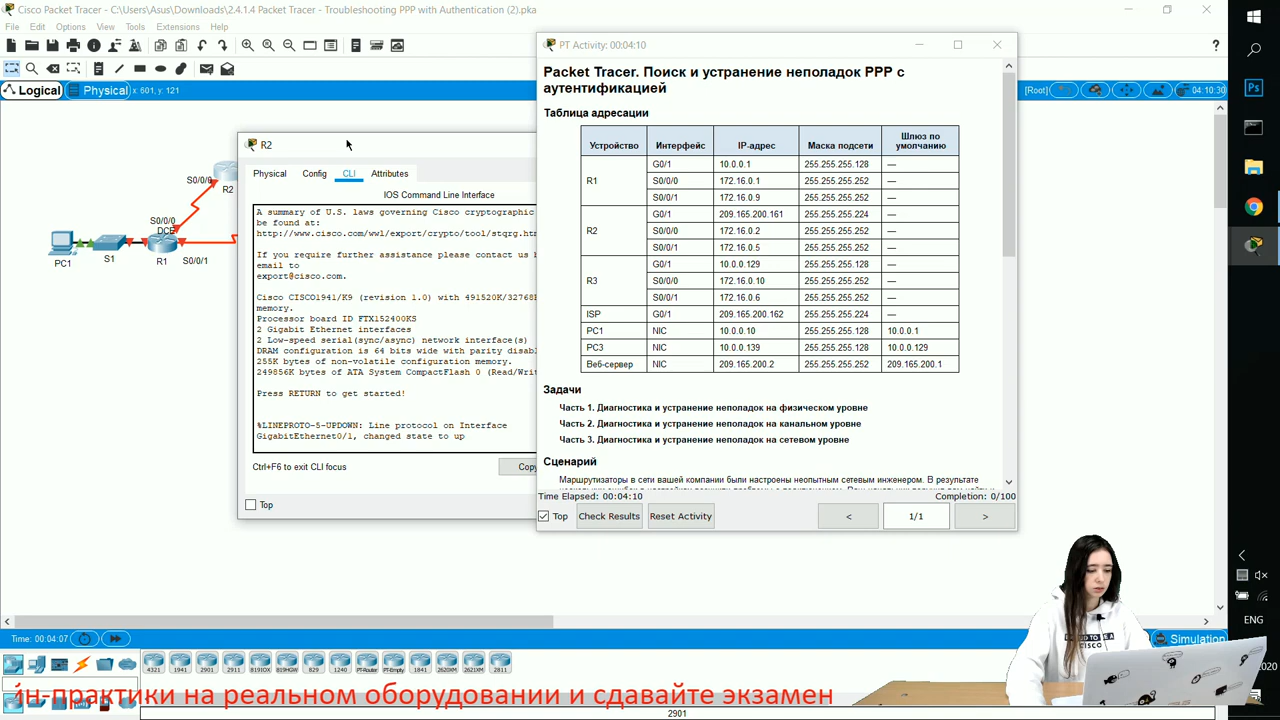 Cisco Packet Tracer - C:\Users\Asus\Downloads\2.4.1.4 Packet Tracer - Troubleshooting PPP with Authentication (2).pka
File Edit Options View Tools Extensions Help
Logical Physical x: 601, y: 121 [Root] 04:10:30
S0/0/0
R2
S0/0/0
DCE
PC1 S1 R1 S0/0/1
R2
Physical Config CLI Attributes
IOS Command Line Interface
A summary of U.S. laws governing Cisco cryptographic
be found at:
http://www.cisco.com/wwl/export/crypto/tool/stqrg.ht
If you require further assistance please contact us b
email to
export@cisco.com.
Cisco CISCO1941/K9 (revision 1.0) with 491520K/32768
memory.
Processor board ID FTX152400KS
2 Gigabit Ethernet interfaces
2 Low-speed serial(sync/async) network interface(s)
DRAM configuration is 64 bits wide with parity disab
255K bytes of non-volatile configuration memory.
249856K bytes of ATA System CompactFlash 0 (Read/Wri
Press RETURN to get started!
%LINEPROTO-5-UPDOWN: Line protocol on Interface
GigabitEthernet0/1, changed state to up
Ctrl+F6 to exit CLI focus Copy
Top
PT Activity: 00:04:10
Packet Tracer. Поиск и устранение неполадок PPP с
аутентификацией
Таблица адресации
Устройство Интерфейс IP-адрес Маска подсети Шлюз по умолчанию
R1 G0/1 10.0.0.1 255.255.255.128 —
S0/0/0 172.16.0.1 255.255.255.252 —
S0/0/1 172.16.0.9 255.255.255.252 —
R2 G0/1 209.165.200.161 255.255.255.224 —
S0/0/0 172.16.0.2 255.255.255.252 —
S0/0/1 172.16.0.5 255.255.255.252 —
R3 G0/1 10.0.0.129 255.255.255.128 —
S0/0/0 172.16.0.10 255.255.255.252 —
S0/0/1 172.16.0.6 255.255.255.252 —
ISP G0/1 209.165.200.162 255.255.255.224 —
PC1 NIC 10.0.0.10 255.255.255.128 10.0.0.1
PC3 NIC 10.0.0.139 255.255.255.128 10.0.0.129
Веб-сервер NIC 209.165.200.2 255.255.255.252 209.165.200.1
Задачи
Часть 1. Диагностика и устранение неполадок на физическом уровне
Часть 2. Диагностика и устранение неполадок на канальном уровне
Часть 3. Диагностика и устранение неполадок на сетевом уровне
Сценарий
Маршрутизаторы в сети вашей компании были настроены неопытным сетевым инженером. В результате
Time Elapsed: 00:04:10 Completion: 0/100
Top Check Results Reset Activity < 1/1 >
Time: 00:04:07 Simulation
4321 1941 2901 2911 819IOX 819HGW 829 1240 PT-Router PT-Empty 1841 2620XM 2621XM 2811
н-практики на реальном оборудовании и сдавайте экзамен
2901
Ps
ENG
CISCO